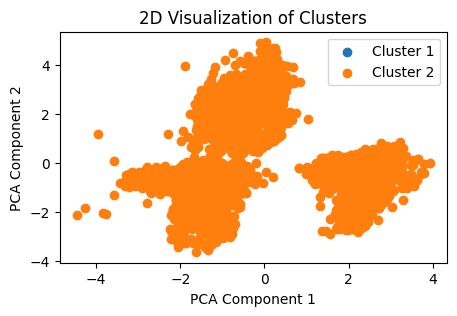 2D Visualization of Clusters
Cluster 1
Cluster 2
PCA Component 2
4
2
0
−2
−4
−4
−2
0
2
4
PCA Component 1